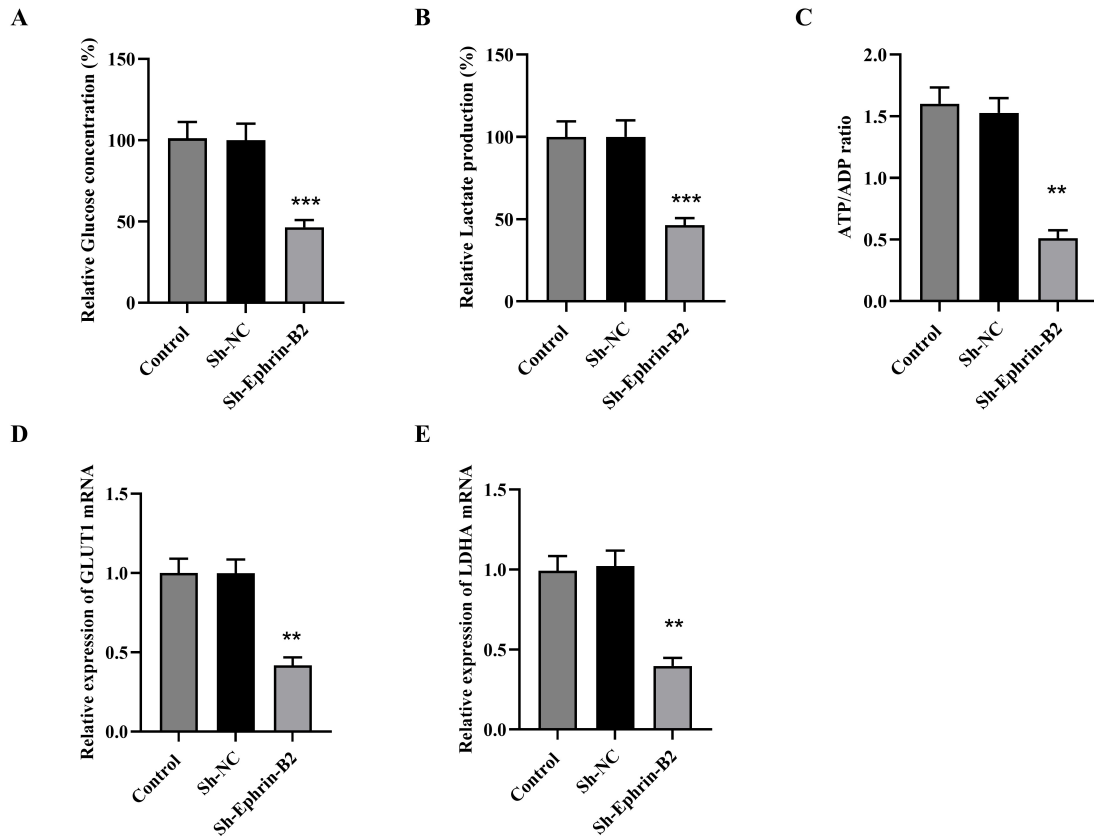 A
Relative Glucose concentration (%)
150
100
50
0
***
Control
Sh-NC
Sh-Ephrin-B2
B
Relative Lactate production (%)
150
100
50
0
***
Control
Sh-NC
Sh-Ephrin-B2
C
ATP/ADP ratio
2.0
1.5
1.0
0.5
0.0
**
Control
Sh-NC
Sh-Ephrin-B2
D
Relative expression of GLUT1 mRNA
1.5
1.0
0.5
0.0
**
Control
Sh-NC
Sh-Ephrin-B2
E
Relative expression of LDHA mRNA
1.5
1.0
0.5
0.0
**
Control
Sh-NC
Sh-Ephrin-B2